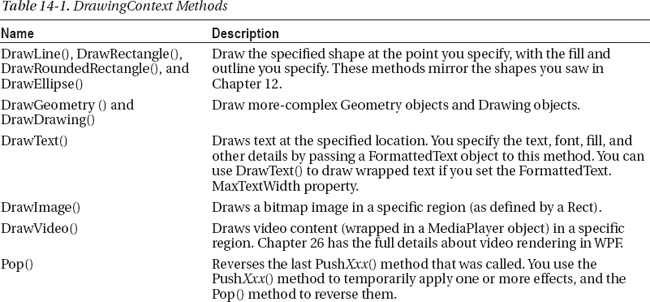 Table 14-1. DrawingContext Methods
Name Description
DrawLine(), DrawRectangle(), Draw the specified shape at the point you specify, with the fill and
DrawRoundedRectangle(), and outline you specify. These methods mirror the shapes you saw in
DrawEllipse() Chapter 12.
DrawGeometry () and Draw more-complex Geometry objects and Drawing objects.
DrawDrawing()
DrawText() Draws text at the specified location. You specify the text, font, fill, and
other details by passing a FormattedText object to this method. You can
use DrawText() to draw wrapped text if you set the FormattedText.
MaxTextWidth property.
DrawImage() Draws a bitmap image in a specific region (as defined by a Rect).
DrawVideo() Draws video content (wrapped in a MediaPlayer object) in a specific
region. Chapter 26 has the full details about video rendering in WPF.
Pop() Reverses the last PushXxx() method that was called. You use the
PushXxx() method to temporarily apply one or more effects, and the
Pop() method to reverse them.